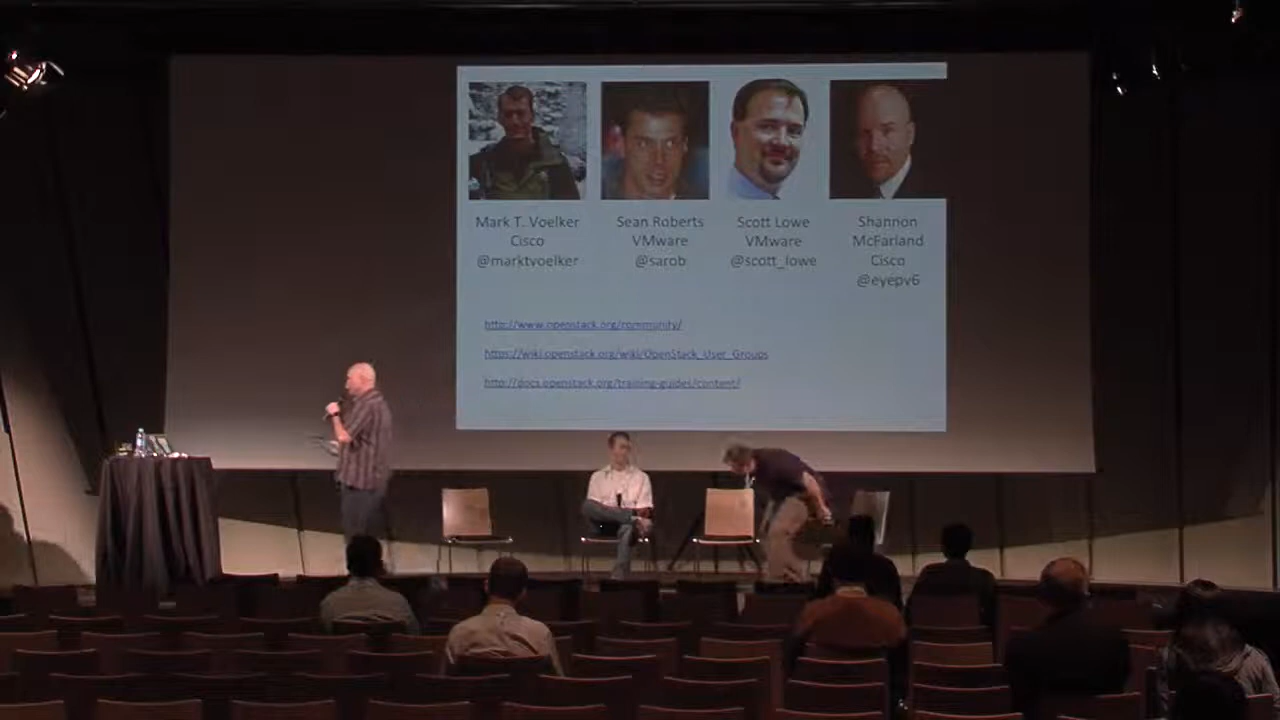 Mark T. Voelker
Cisco
@marktvoelker
Sean Roberts
VMware
@sarob
Scott Lowe
VMware
@scott_lowe
Shannon
McFarland
Cisco
@eyepv6
http://www.openstack.org/community/
https://wiki.openstack.org/wiki/OpenStack_User_Groups
http://docs.openstack.org/training-guides/content/